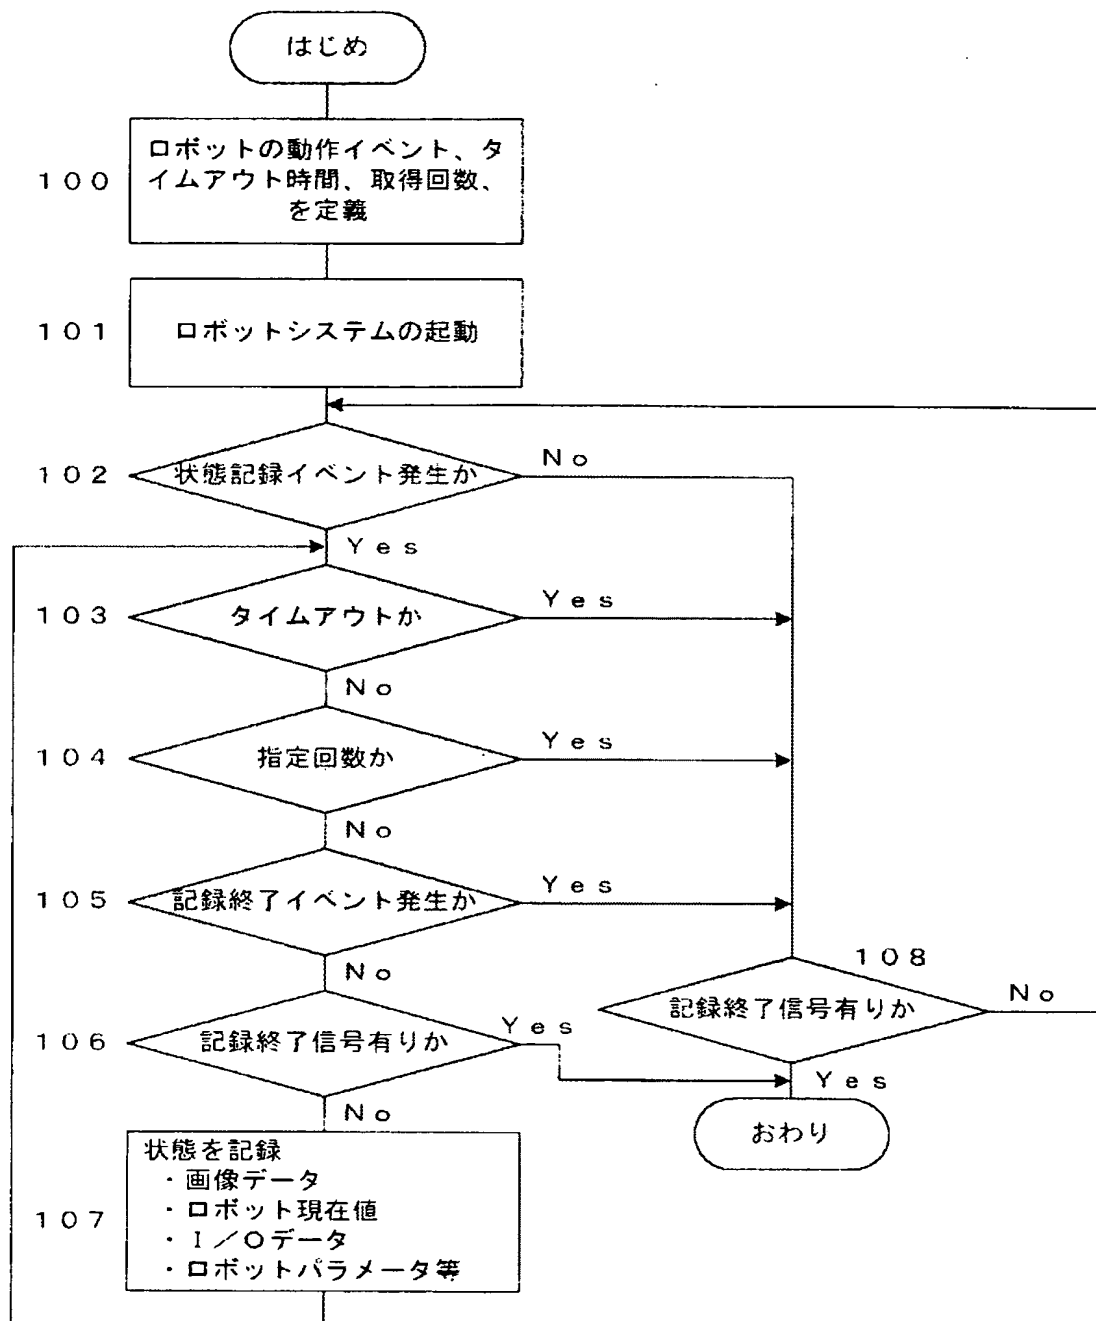 はじめ
100
ロボットの動作イベント、タ
イムアウト時間、取得回数、
を定義
101
ロボットシステムの起動
102
状態記録イベント発生か
No
Yes
103
タイムアウトか
Yes
No
104
指定回数か
Yes
No
105
記録終了イベント発生か
Yes
No
106
記録終了信号有りか
Yes
No
108
記録終了信号有りか
No
Yes
おわり
107
状態を記録
・画像データ
・ロボット現在値
・I/Oデータ
・ロボットパラメータ等